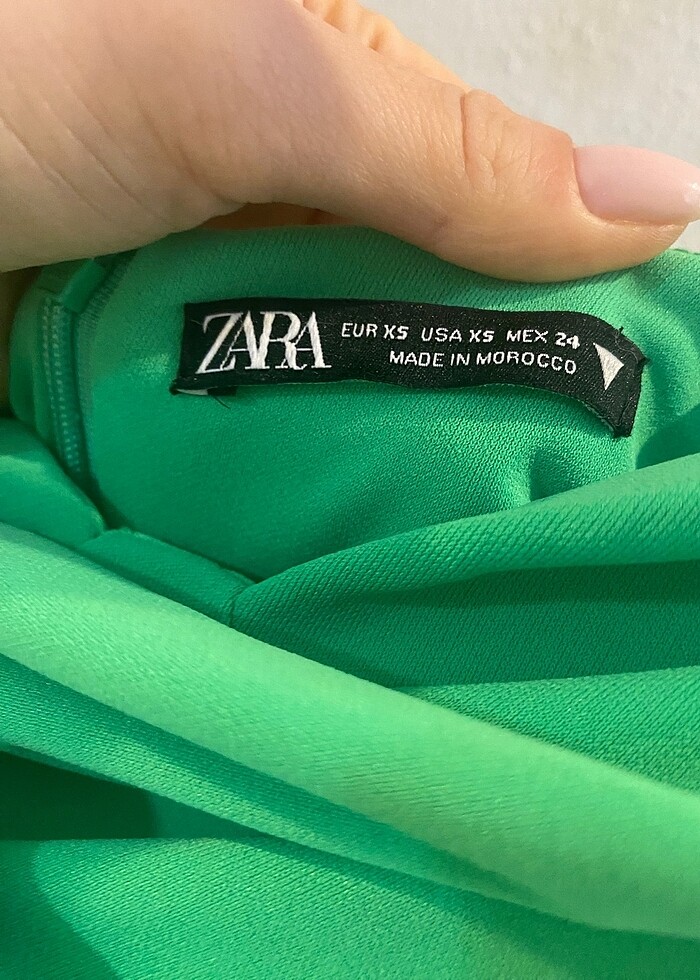 ZARA
EUR XS USA XS MEX 24
MADE IN MOROCCO